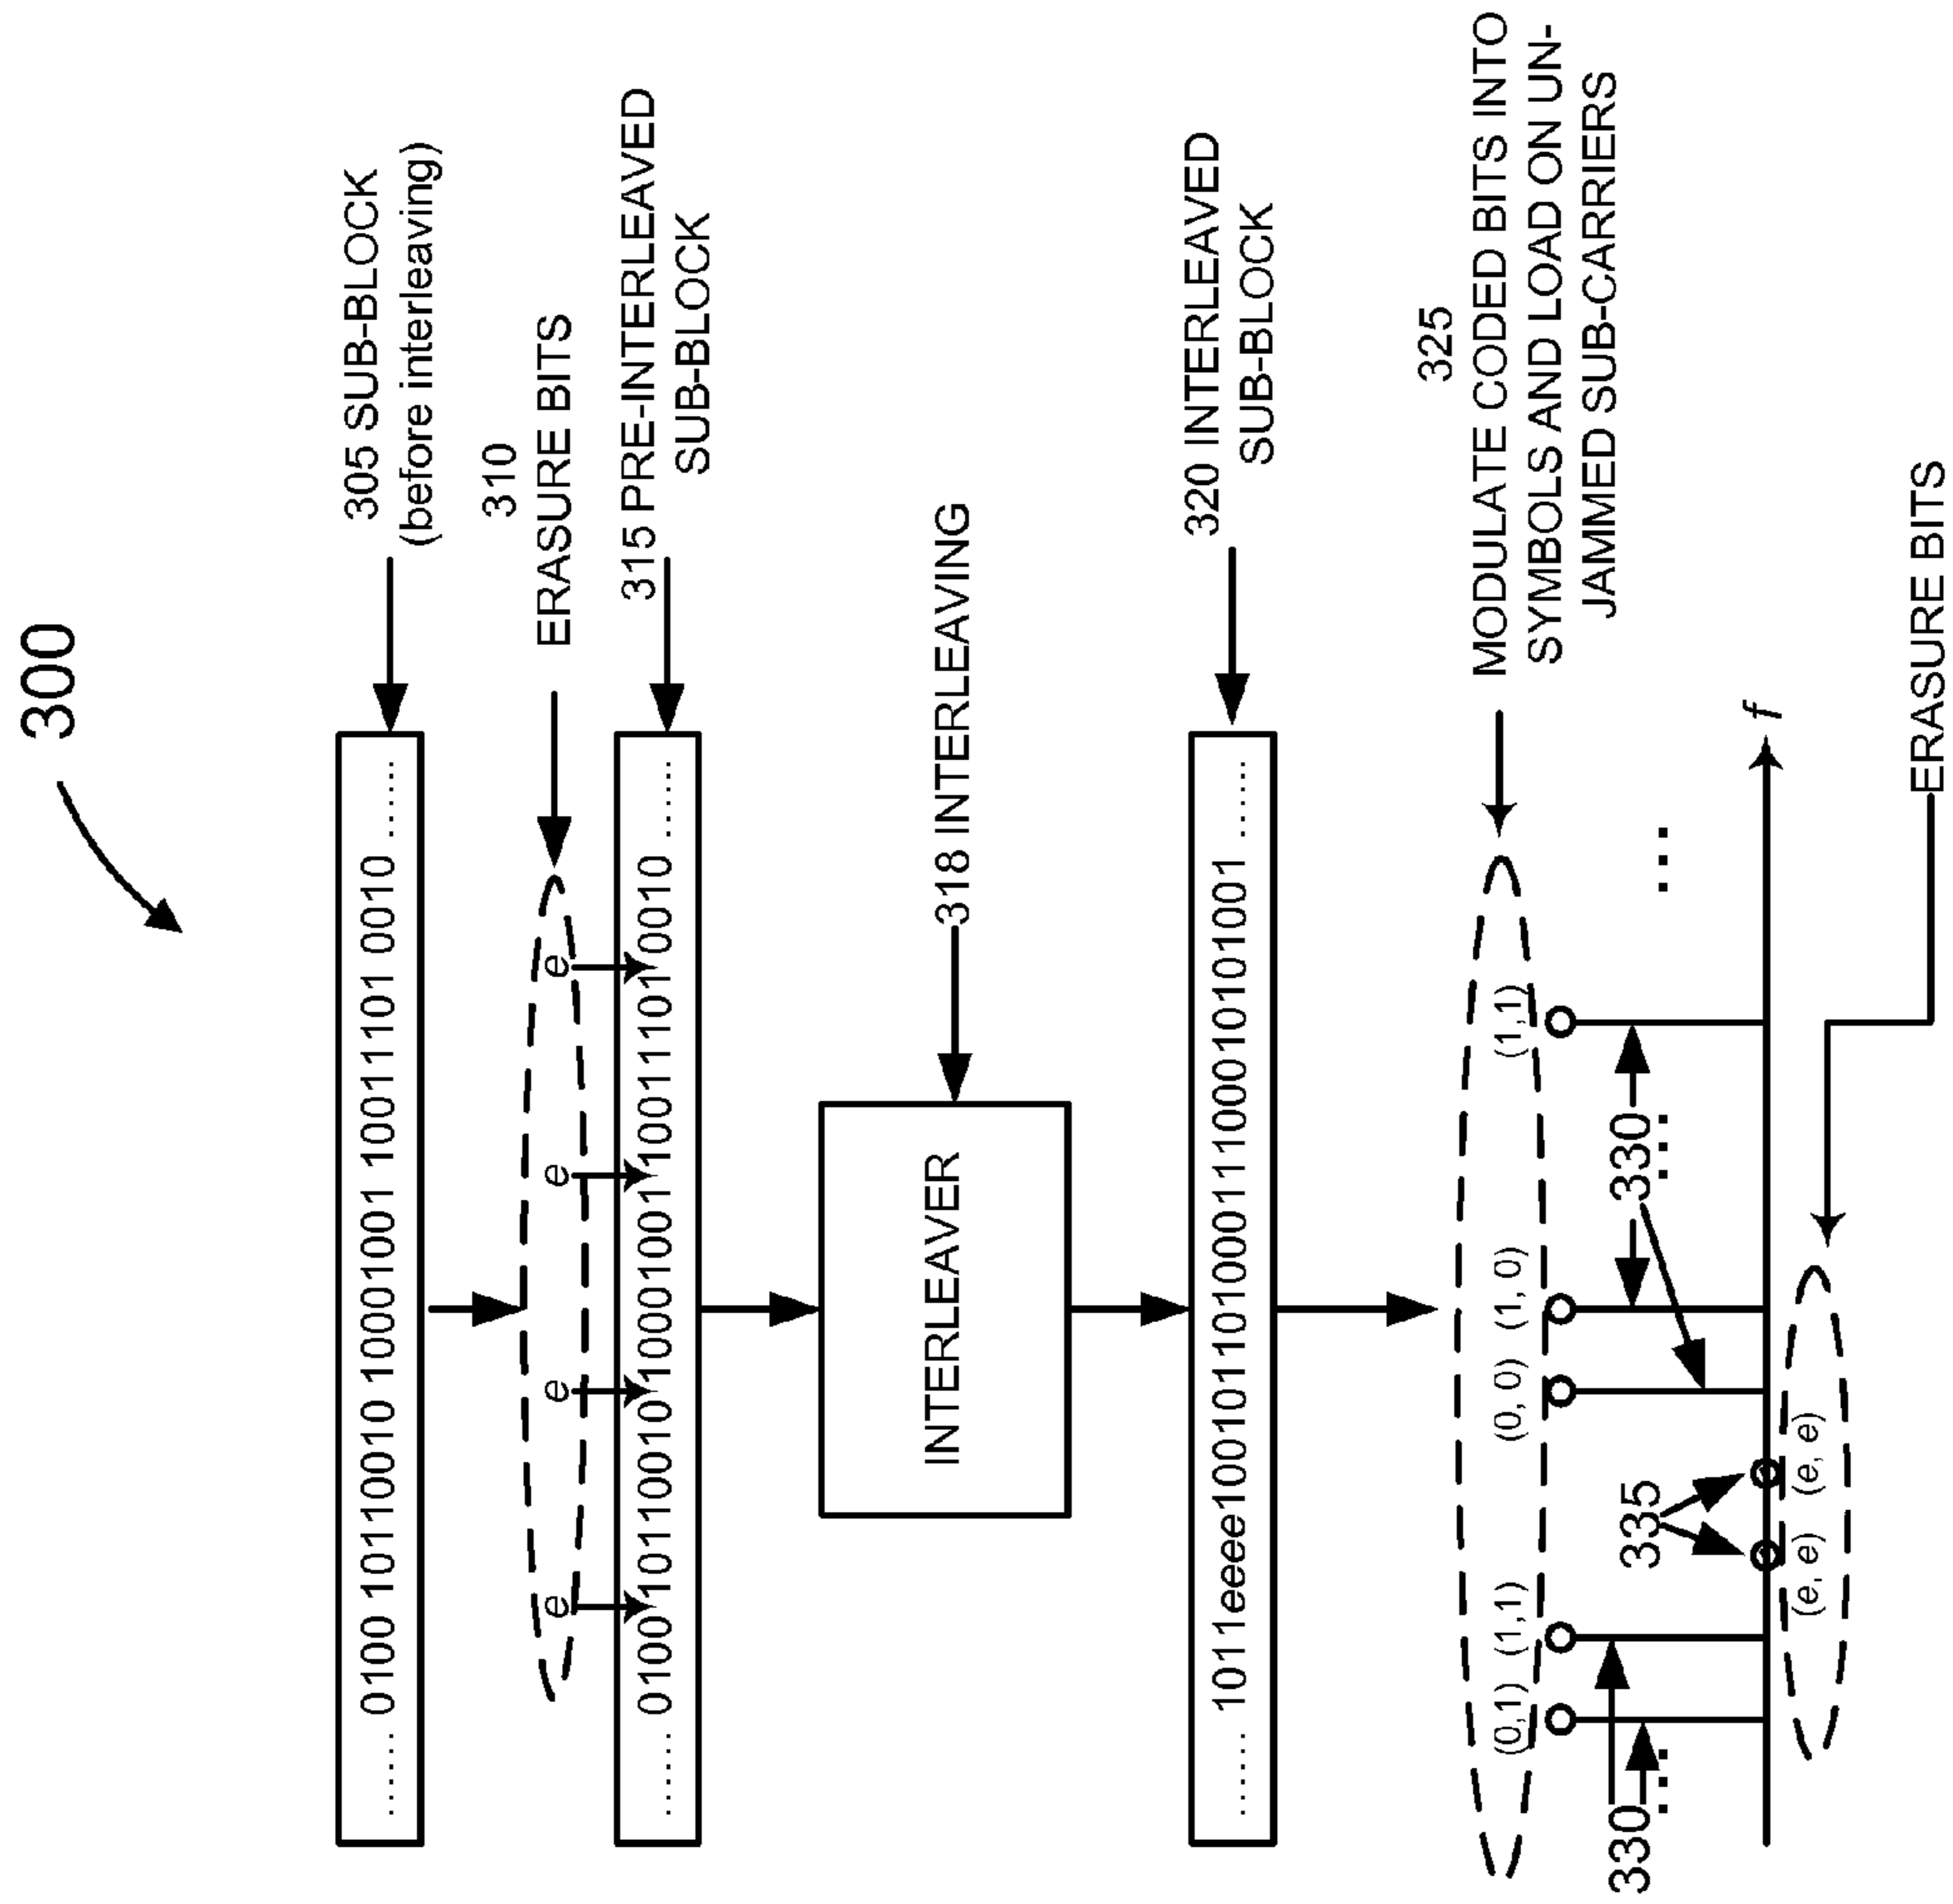 300
...... 0100 10110010 10001001 10011101 0010 ......
305 SUB-BLOCK
(before interleaving)
310
ERASURE BITS
e e e e
...... 0100 10110010 10001001 10011101 0010 ......
315 PRE-INTERLEAVED
SUB-BLOCK
INTERLEAVER
318 INTERLEAVING
...... 1011eeee10010110100011100010101001 ......
320 INTERLEAVED
SUB-BLOCK
325
MODULATE CODED BITS INTO
SYMBOLS AND LOAD ON UN-
JAMMED SUB-CARRIERS
(0,1) (1,1) (0, 0) (1, 0) (1,1)
330 ... 335 330 ... ...
f
(e, e) (e, e)
ERASURE BITS